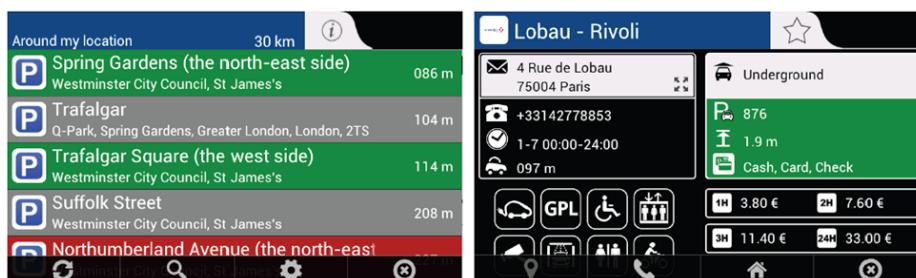 Around my location
30 km
Spring Gardens (the north-east side)
Westminster City Council, St James's
086 m
Trafalgar
Q-Park, Spring Gardens, Greater London, London, 2TS
104 m
Trafalgar Square (the west side)
Westminster City Council, St James's
114 m
Suffolk Street
Westminster City Council, St James's
208 m
Northumberland Avenue (the north-east
Lobau - Rivoli
4 Rue de Lobau
75004 Paris
+33142778853
1-7 00:00-24:00
097 m
GPL
Underground
876
1.9 m
Cash, Card, Check
1H 3.80 €
2H 7.60 €
3H 11.40 €
24H 33.00 €